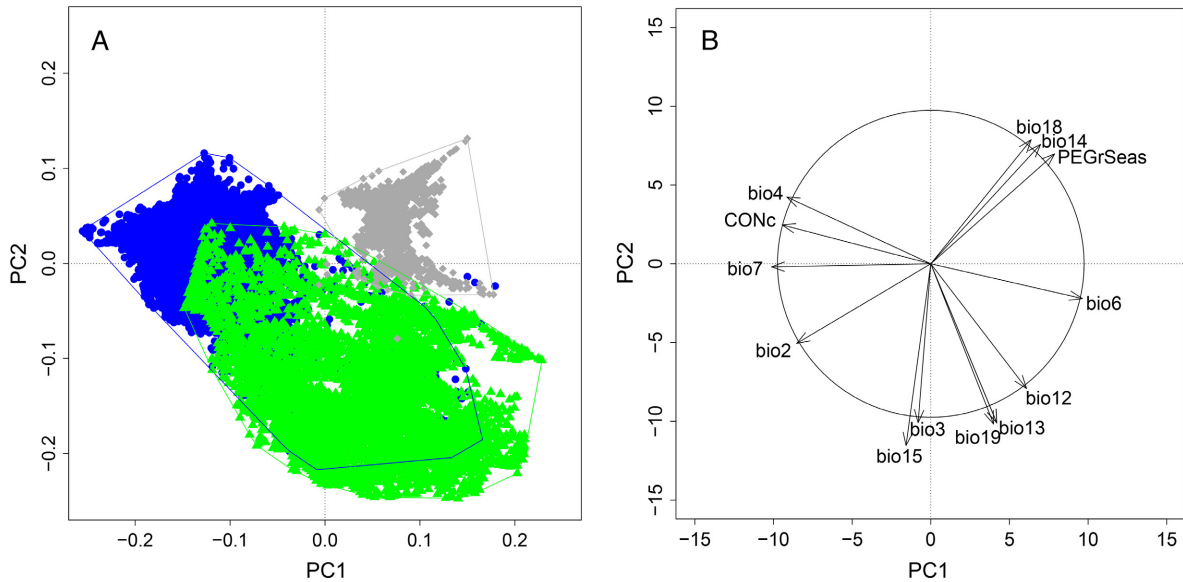 A
0.2
0.1
0.0
−0.1
−0.2
PC2
−0.2
−0.1
0.0
0.1
0.2
PC1
B
15
10
5
0
−5
−10
−15
PC2
bio18
bio14
PEGrSeas
bio4
CONc
bio7
bio6
bio2
bio12
bio3
bio19
bio13
bio15
−15
−10
−5
0
5
10
15
PC1